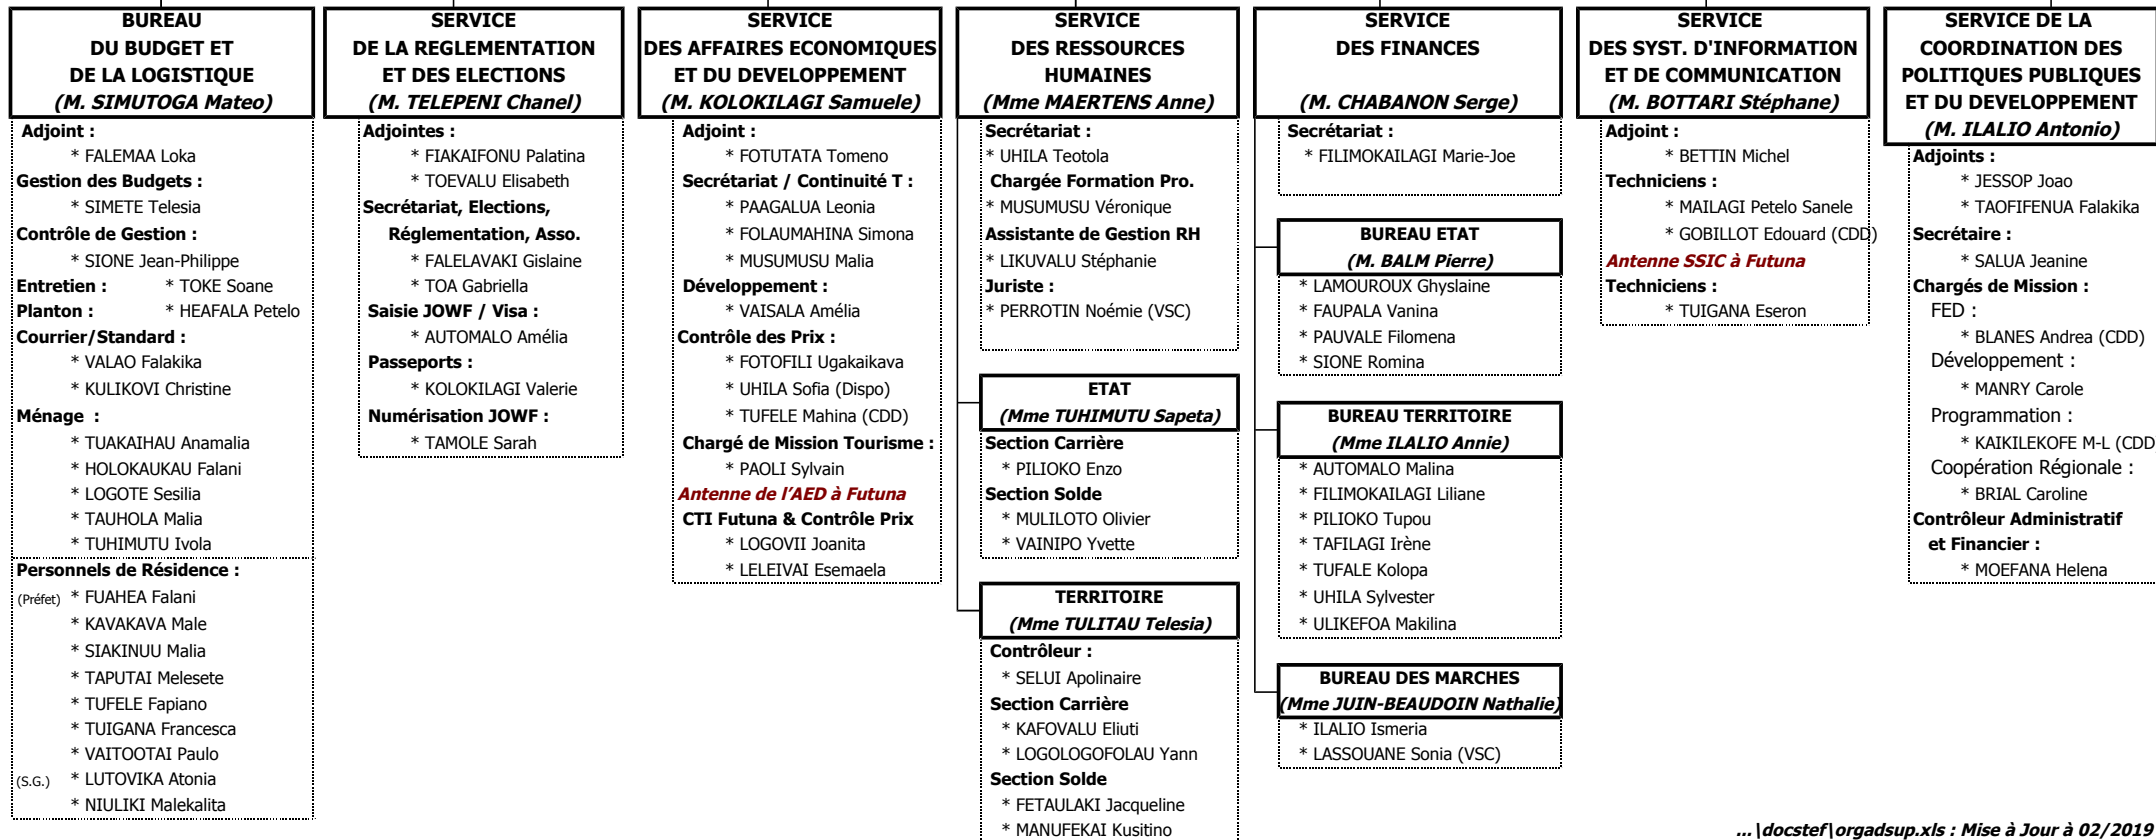 BUREAU
DU BUDGET ET
DE LA LOGISTIQUE
(M. SIMUTOGA Mateo)
Adjoint :
* FALEMAA Loka
Gestion des Budgets :
* SIMETE Telesia
Contrôle de Gestion :
* SIONE Jean-Philippe
Entretien : * TOKE Soane
Planton : * HEAFALA Petelo
Courrier/Standard :
* VALAO Falakika
* KULIKOVI Christine
Ménage :
* TUAKAIHAU Anamalia
* HOLOKAUKAU Falani
* LOGOTE Sesilia
* TAUHOLA Malia
* TUHIMUTU Ivola
Personnels de Résidence :
(Préfet) * FUAHEA Falani
* KAVAKAVA Male
* SIAKINUU Malia
* TAPUTAI Melesete
* TUFELE Fapiano
* TUIGANA Francesca
* VAITOOTAI Paulo
(S.G.) * LUTOVIKA Atonia
* NIULIKI Malekalita
SERVICE
DE LA REGLEMENTATION
ET DES ELECTIONS
(M. TELEPENI Chanel)
Adjointes :
* FIAKAIFONU Palatina
* TOEVALU Elisabeth
Secrétariat, Elections,
Réglementation, Asso.
* FALELAVAKI Gislaine
* TOA Gabriella
Saisie JOWF / Visa :
* AUTOMALO Amélia
Passeports :
* KOLOKILAGI Valerie
Numérisation JOWF :
* TAMOLE Sarah
SERVICE
DES AFFAIRES ECONOMIQUES
ET DU DEVELOPPEMENT
(M. KOLOKILAGI Samuele)
Adjoint :
* FOTUTATA Tomeno
Secrétariat / Continuité T :
* PAAGALUA Leonia
* FOLAUMAHINA Simona
* MUSUMUSU Malia
Développement :
* VAISALA Amélia
Contrôle des Prix :
* FOTOFILI Ugakaikava
* UHILA Sofia (Dispo)
* TUFELE Mahina (CDD)
Chargé de Mission Tourisme :
* PAOLI Sylvain
Antenne de l'AED à Futuna
CTI Futuna & Contrôle Prix
* LOGOVII Joanita
* LELEIVAI Esemaela
SERVICE
DES RESSOURCES
HUMAINES
(Mme MAERTENS Anne)
Secrétariat :
* UHILA Teotola
Chargée Formation Pro.
* MUSUMUSU Véronique
Assistante de Gestion RH
* LIKUVALU Stéphanie
Juriste :
* PERROTIN Noémie (VSC)
ETAT
(Mme TUHIMUTU Sapeta)
Section Carrière
* PILIOKO Enzo
Section Solde
* MULILOTO Olivier
* VAINIPO Yvette
TERRITOIRE
(Mme TULITAU Telesia)
Contrôleur :
* SELUI Apolinaire
Section Carrière
* KAFOVALU Eliuti
* LOGOLOGOFOLAU Yann
Section Solde
* FETAULAKI Jacqueline
* MANUFEKAI Kusitino
SERVICE
DES FINANCES
(M. CHABANON Serge)
Secrétariat :
* FILIMOKAILAGI Marie-Joe
BUREAU ETAT
(M. BALM Pierre)
* LAMOUROUX Ghyslaine
* FAUPALA Vanina
* PAUVALE Filomena
* SIONE Romina
BUREAU TERRITOIRE
(Mme ILALIO Annie)
* AUTOMALO Malina
* FILIMOKAILAGI Liliane
* PILIOKO Tupou
* TAFILAGI Irène
* TUFALE Kolopa
* UHILA Sylvester
* ULIKEFOA Makilina
BUREAU DES MARCHES
(Mme JUIN-BEAUDOIN Nathalie)
* ILALIO Ismeria
* LASSOUANE Sonia (VSC)
SERVICE
DES SYST. D'INFORMATION
ET DE COMMUNICATION
(M. BOTTARI Stéphane)
Adjoint :
* BETTIN Michel
Techniciens :
* MAILAGI Petelo Sanele
* GOBILLOT Edouard (CDD)
Antenne SSIC à Futuna
Techniciens :
* TUIGANA Eseron
SERVICE DE LA
COORDINATION DES
POLITIQUES PUBLIQUES
ET DU DEVELOPPEMENT
(M. ILALIO Antonio)
Adjoints :
* JESSOP Joao
* TAOFIFENUA Falakika
Secrétaire :
* SALUA Jeanine
Chargés de Mission :
FED :
* BLANES Andrea (CDD)
Développement :
* MANRY Carole
Programmation :
* KAIKILEKOFE M-L (CDD
Coopération Régionale :
* BRIAL Caroline
Contrôleur Administratif
et Financier :
* MOEFANA Helena
...\docstef\orgadsup.xls : Mise à Jour à 02/2019